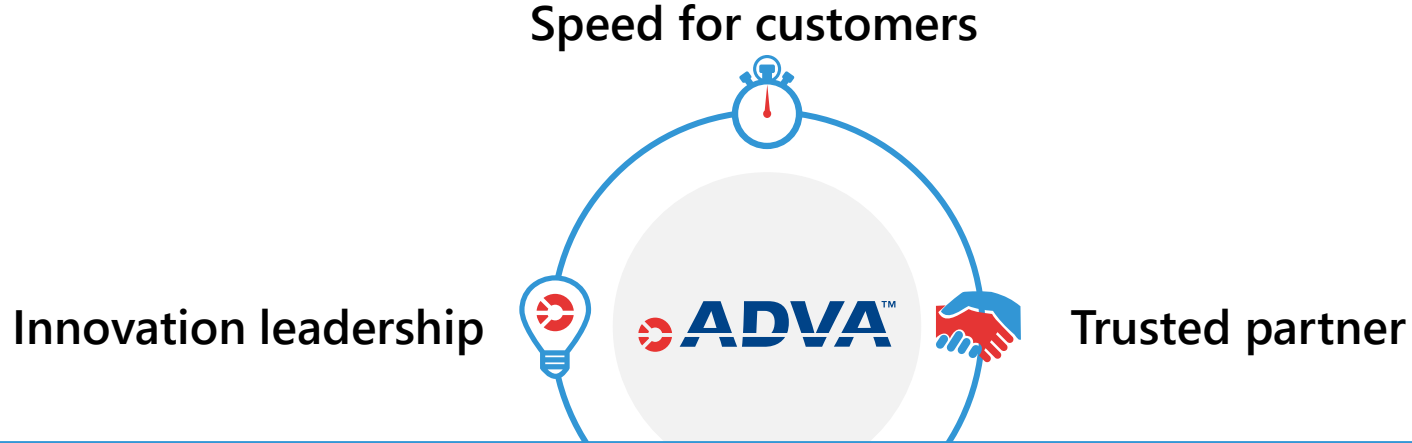 Speed for customers
Innovation leadership
ADVA™
Trusted partner